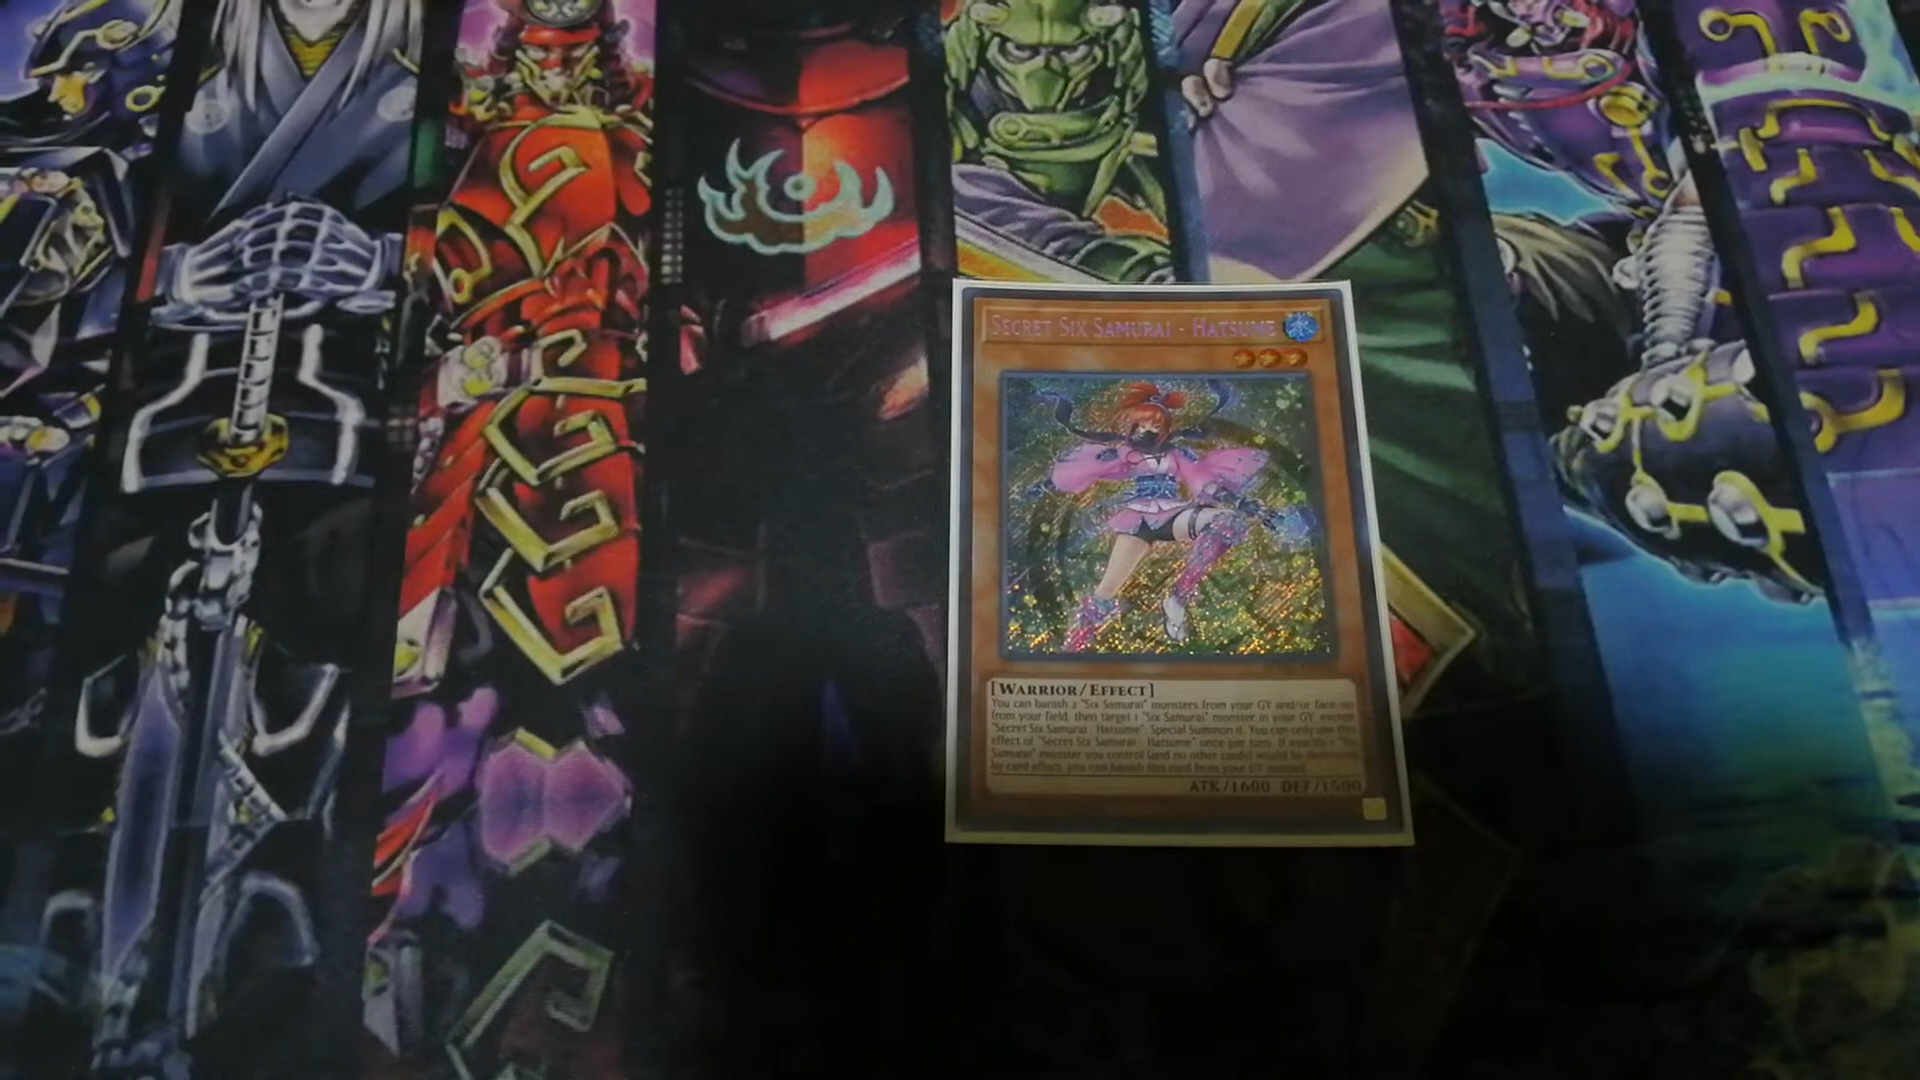 Secret Six Samurai - Hatsume
[Warrior/Effect]
You can banish 2 "Six Samurai" monsters from your GY and/or face-up
from your field, then target 1 "Six Samurai" monster in your GY, except
"Secret Six Samurai - Hatsume"; Special Summon it. You can only use this
effect of "Secret Six Samurai - Hatsume" once per turn. If exactly 1 "Six
Samurai" monster you control (and no other cards) would be destroyed
by card effect, you can banish this card from your GY instead.
ATK/1600 DEF/1500